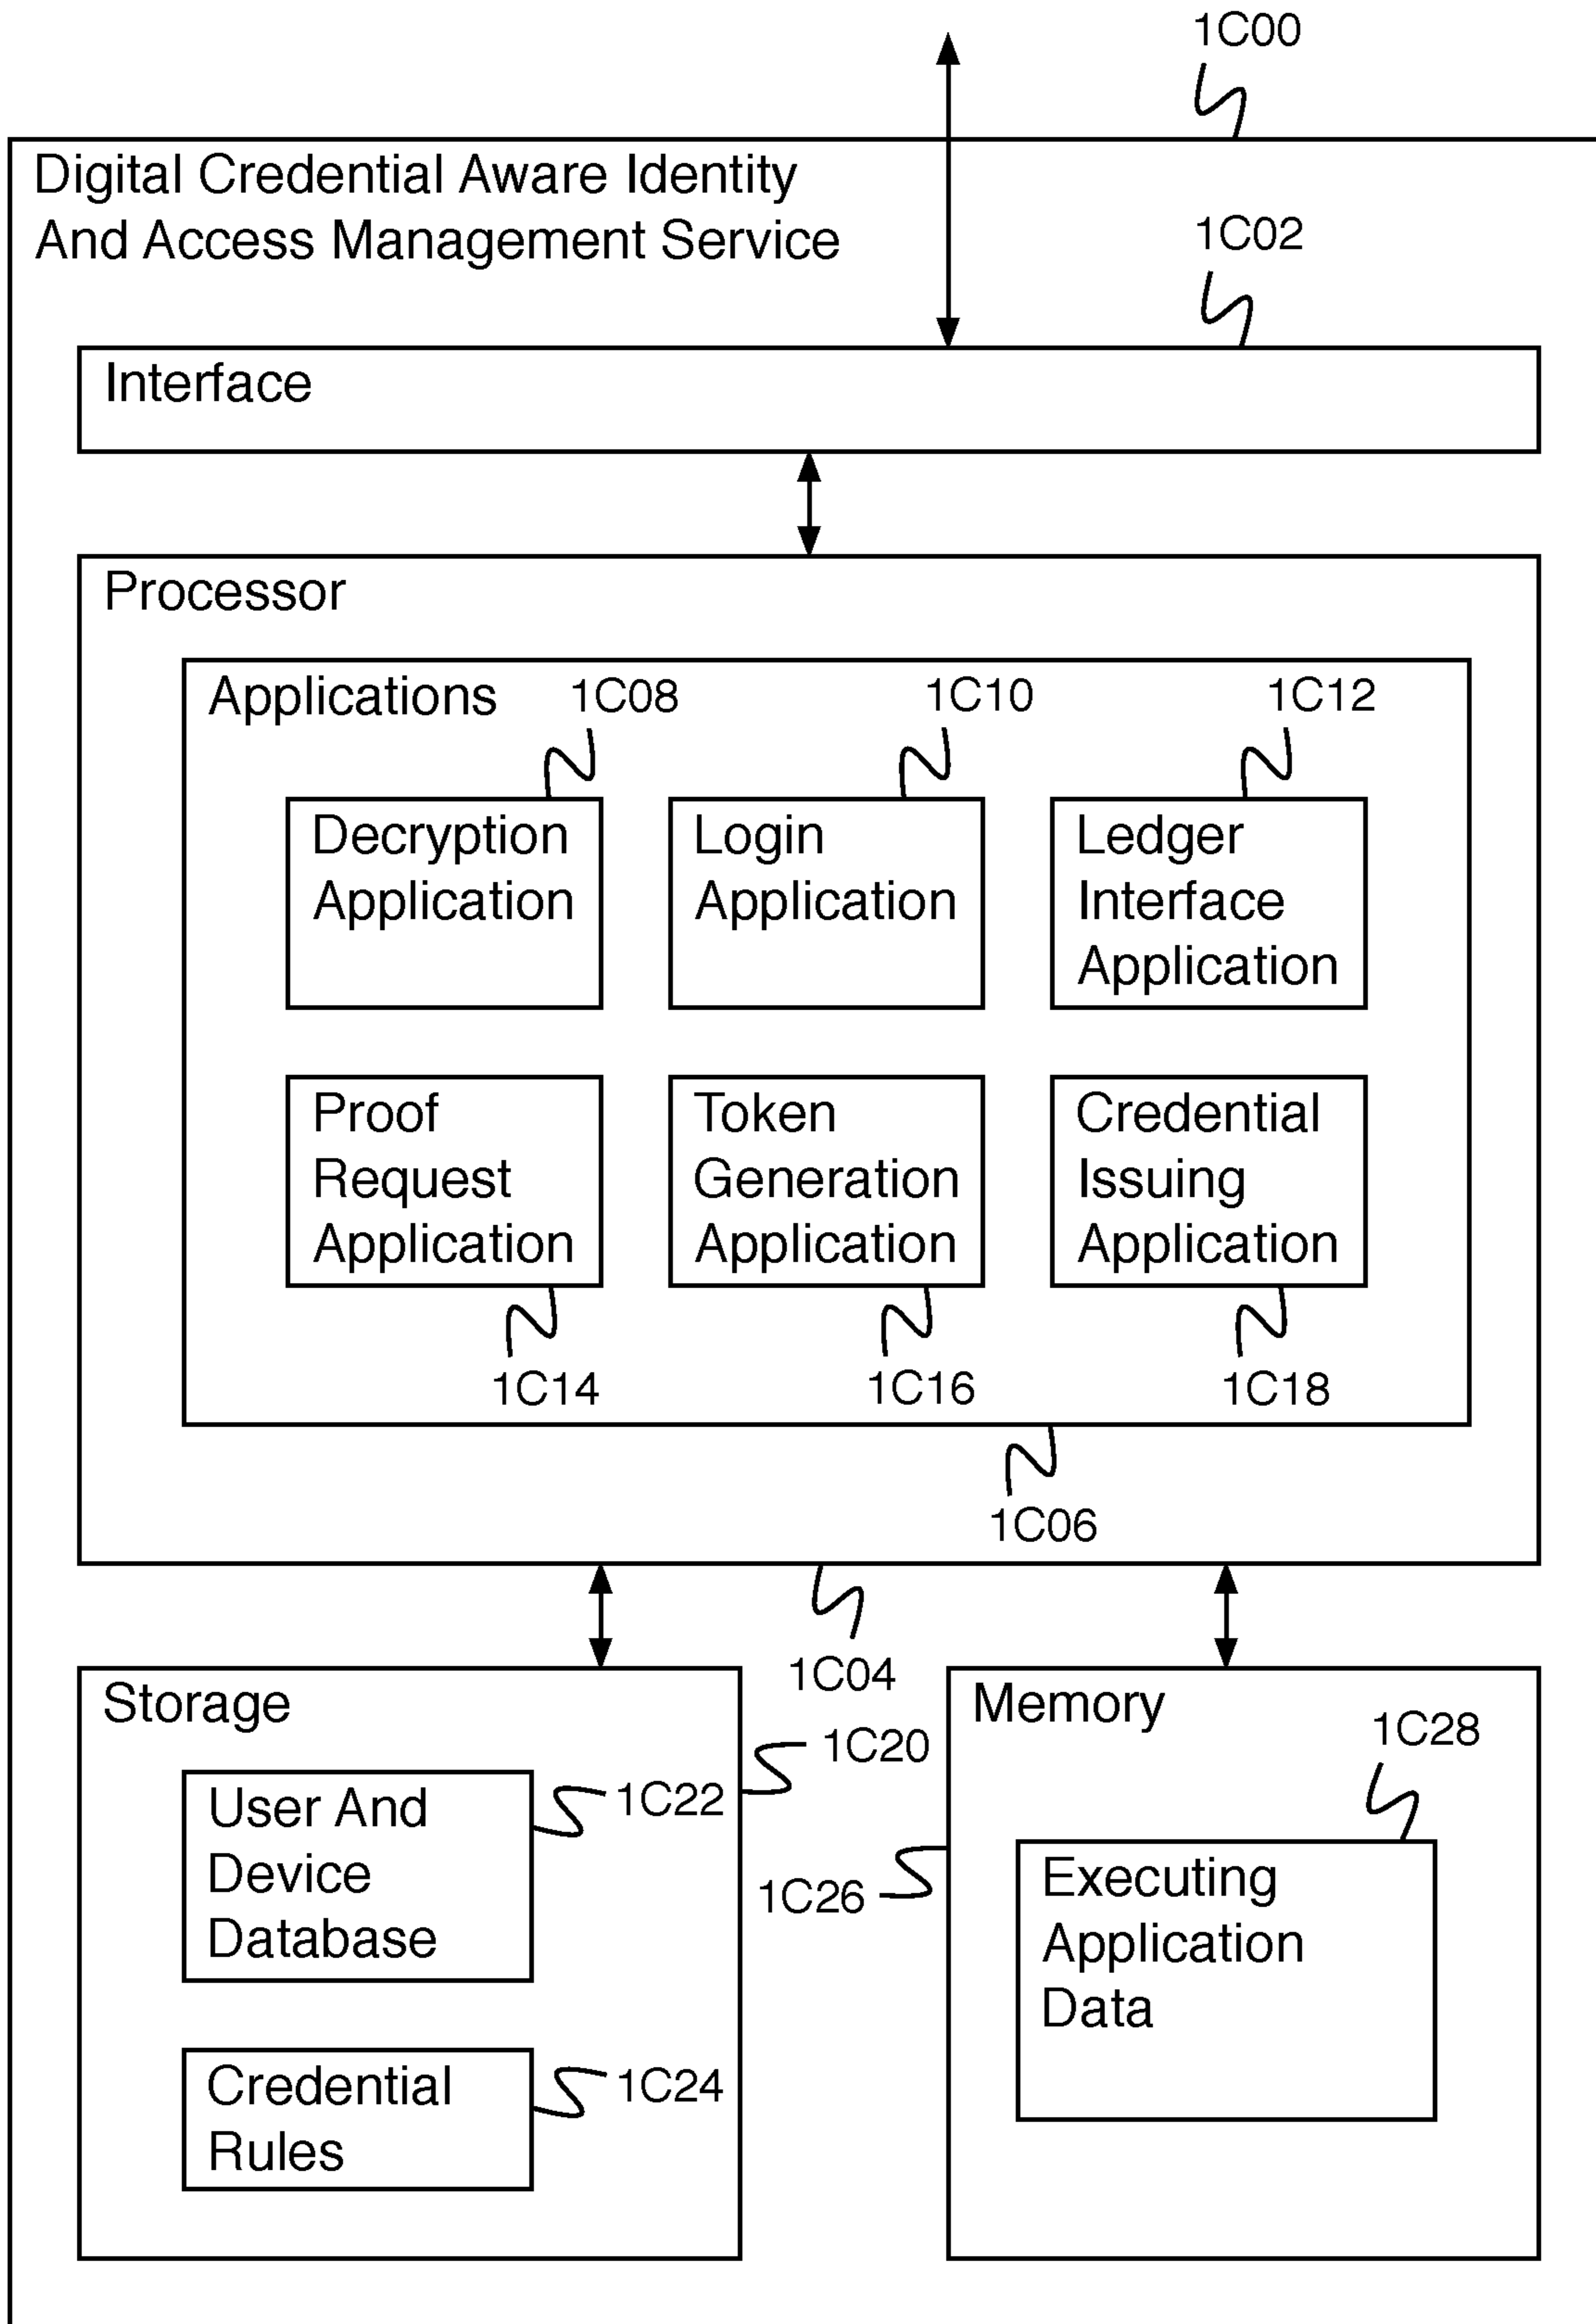 1C00
Digital Credential Aware Identity
And Access Management Service
1C02
Interface
Processor
Applications
1C08
1C10
1C12
Decryption
Application
Login
Application
Ledger
Interface
Application
Proof
Request
Application
Token
Generation
Application
Credential
Issuing
Application
1C14
1C16
1C18
1C06
1C04
Storage
1C20
User And
Device
Database
1C22
Credential
Rules
1C24
Memory
1C26
1C28
Executing
Application
Data